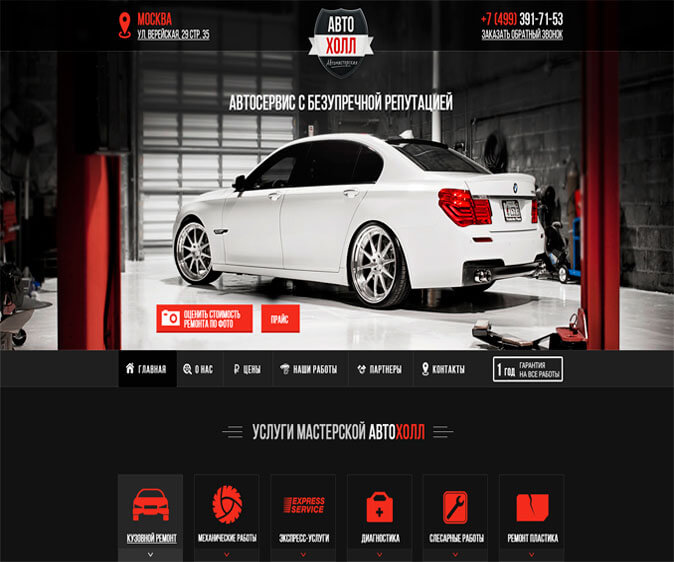 МОСКВА
УЛ. ВЕРЕЙСКАЯ, 29 СТР. 35
АВТО
ХОЛЛ
Автомастерская
+7 (499) 391-71-53
ЗАКАЗАТЬ ОБРАТНЫЙ ЗВОНОК
АВТОСЕРВИС С БЕЗУПРЕЧНОЙ РЕПУТАЦИЕЙ
ОЦЕНИТЬ СТОИМОСТЬ
РЕМОНТА ПО ФОТО
ПРАЙС
ГЛАВНАЯ
О НАС
ЦЕНЫ
НАШИ РАБОТЫ
ПАРТНЕРЫ
КОНТАКТЫ
1 ГОД ГАРАНТИЯ
НА ВСЕ РАБОТЫ
УСЛУГИ МАСТЕРСКОЙ АВТОХОЛЛ
EXPRESS
SERVICE
КУЗОВНОЙ РЕМОНТ
МЕХАНИЧЕСКИЕ РАБОТЫ
ЭКСПРЕСС-УСЛУГИ
ДИАГНОСТИКА
СЛЕСАРНЫЕ РАБОТЫ
РЕМОНТ ПЛАСТИКА